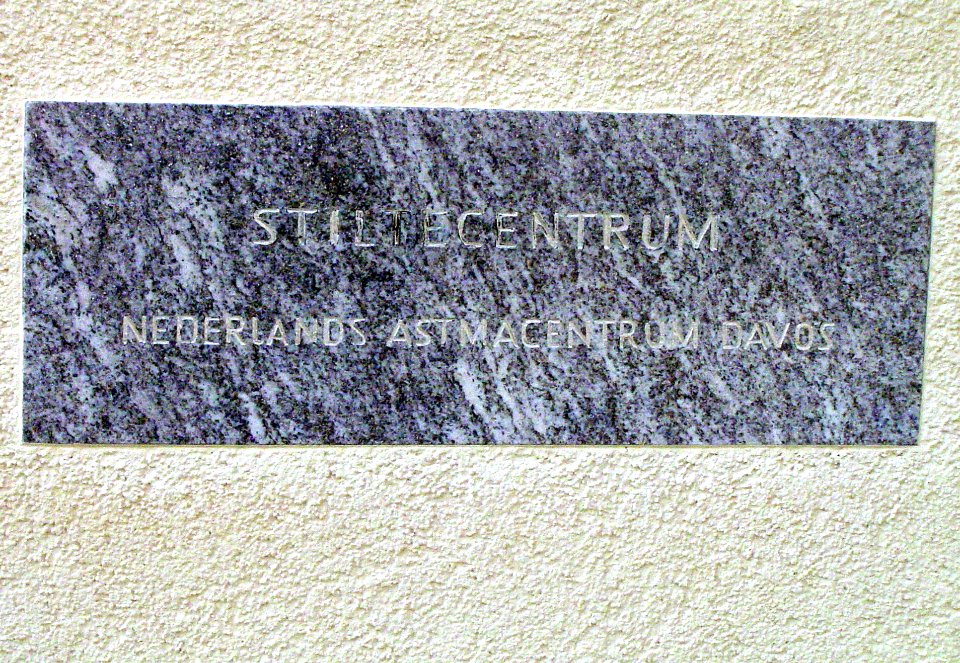 STILTECENTRUM
NEDERLANDS ASTMACENTRUM DAVOS